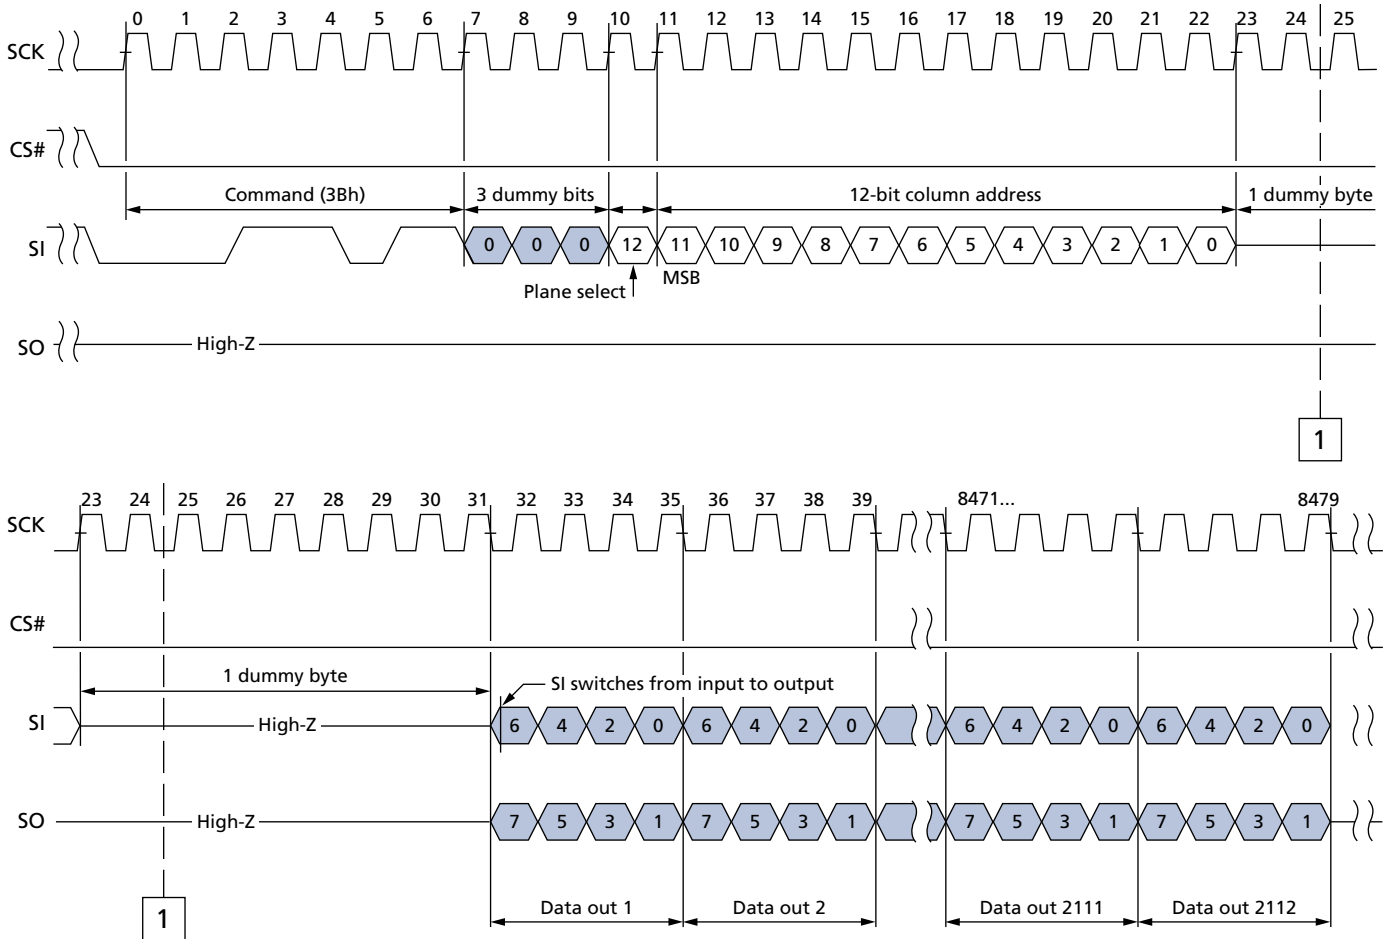 0 1 2 3 4 5 6 7 8 9 10 11 12 13 14 15 16 17 18 19 20 21 22 23 24 25
SCK
CS#
Command (3Bh) 3 dummy bits 12-bit column address 1 dummy byte
SI 0 0 0 12 11 10 9 8 7 6 5 4 3 2 1 0
MSB
Plane select
SO High-Z
1
23 24 25 26 27 28 29 30 31 32 33 34 35 36 37 38 39 8471... 8479
SCK
CS#
1 dummy byte
SI switches from input to output
SI High-Z 6 4 2 0 6 4 2 0 6 4 2 0 6 4 2 0
SO High-Z 7 5 3 1 7 5 3 1 7 5 3 1 7 5 3 1
Data out 1 Data out 2 Data out 2111 Data out 2112
1